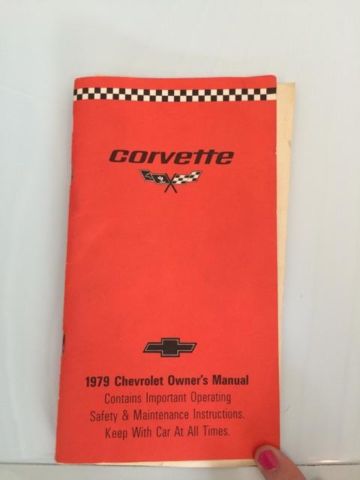 corvette
1979 Chevrolet Owner's Manual
Contains Important Operating
Safety & Maintenance Instructions.
Keep With Car At All Times.